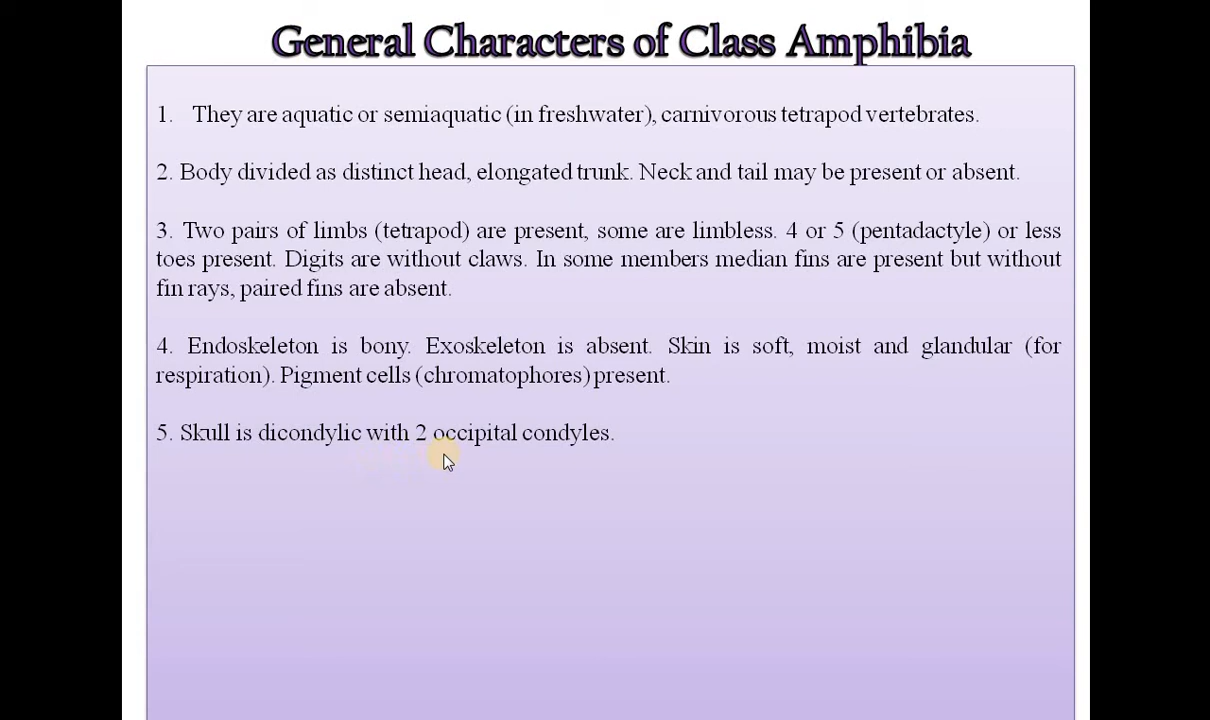 General Characters of Class Amphibia
1. They are aquatic or semiaquatic (in freshwater), carnivorous tetrapod vertebrates.
2. Body divided as distinct head, elongated trunk. Neck and tail may be present or absent.
3. Two pairs of limbs (tetrapod) are present, some are limbless. 4 or 5 (pentadactyle) or less
toes present. Digits are without claws. In some members median fins are present but without
fin rays, paired fins are absent.
4. Endoskeleton is bony. Exoskeleton is absent. Skin is soft, moist and glandular (for
respiration). Pigment cells (chromatophores) present.
5. Skull is dicondylic with 2 occipital condyles.